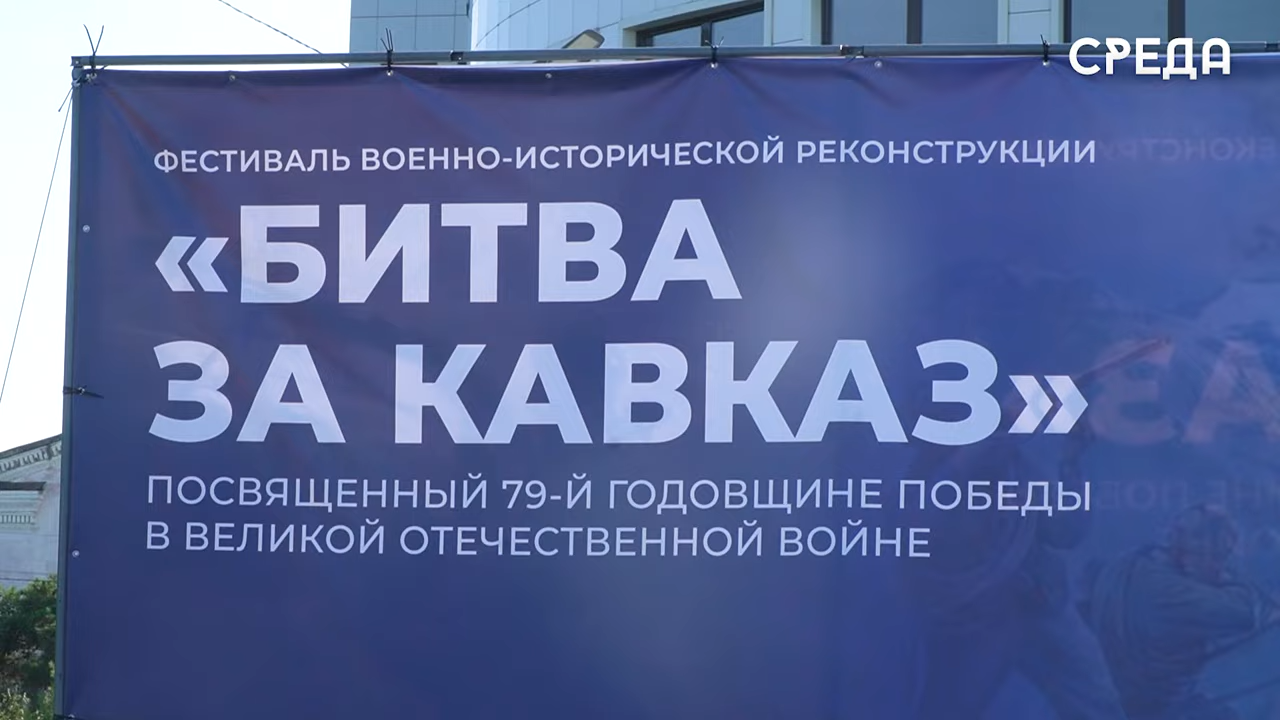 СРЕДА
ФЕСТИВАЛЬ ВОЕННО-ИСТОРИЧЕСКОЙ РЕКОНСТРУКЦИИ
«БИТВА
ЗА КАВКАЗ»
ПОСВЯЩЕННЫЙ 79-Й ГОДОВЩИНЕ ПОБЕДЫ
В ВЕЛИКОЙ ОТЕЧЕСТВЕННОЙ ВОЙНЕ